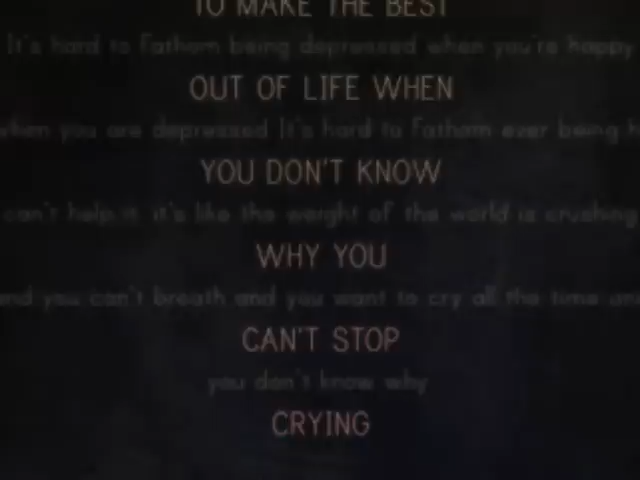 TO MAKE THE BEST
It's hard to fathom being depressed when you're happy
OUT OF LIFE WHEN
when you are depressed It's hard to fathom ever being
YOU DON'T KNOW
can't help it, it's like the weight of the world is crushing
WHY YOU
and you can't breath and you want to cry all the time and
CAN'T STOP
you don't know why
CRYING